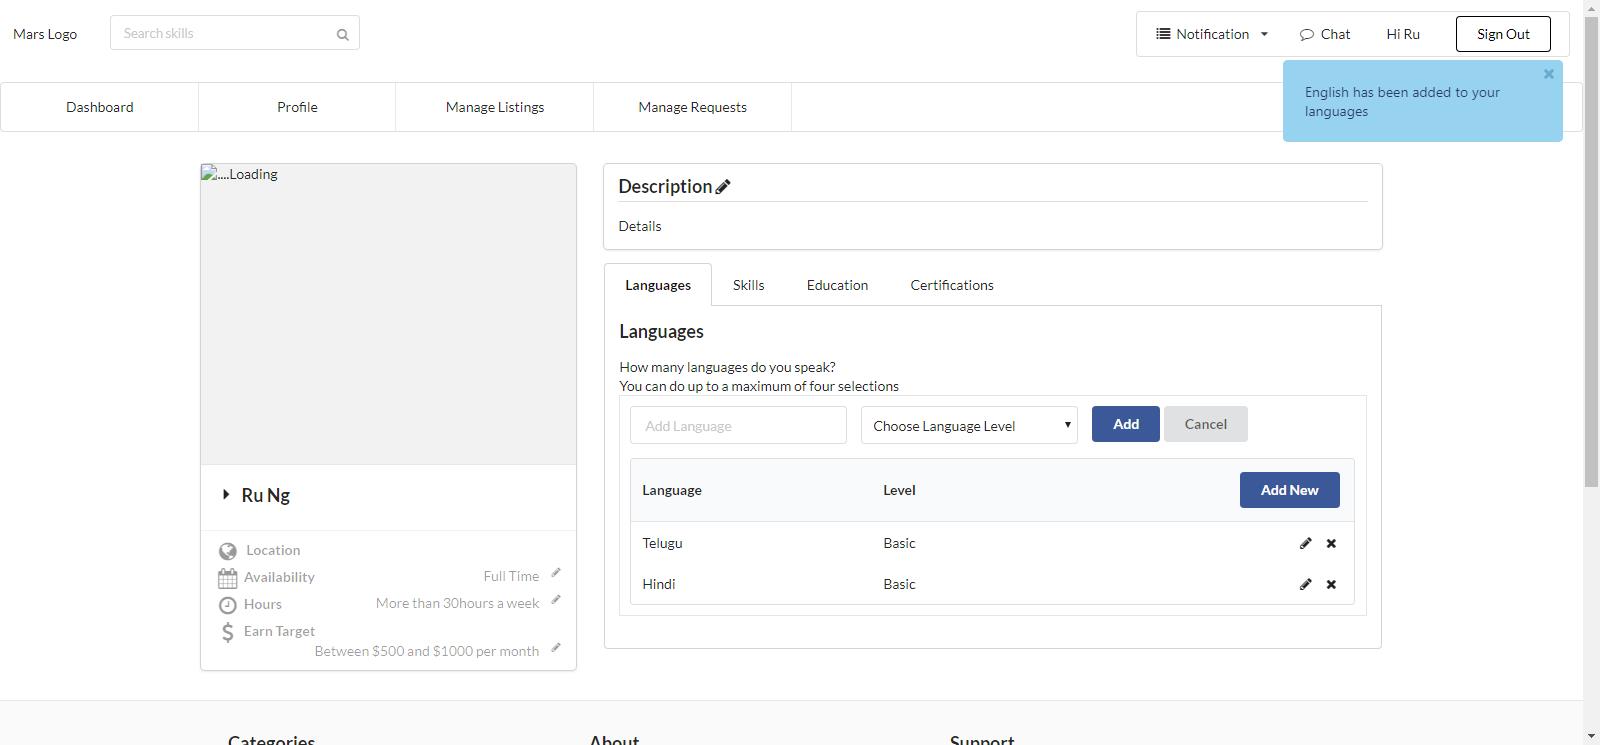 Mars Logo
Search skills
Notification
Chat
Hi Ru
Sign Out
Dashboard
Profile
Manage Listings
Manage Requests
English has been added to your
languages
....Loading
Description
Details
Languages
Skills
Education
Certifications
Languages
How many languages do you speak?
You can do up to a maximum of four selections
Add Language
Choose Language Level
Add
Cancel
Language
Level
Add New
Telugu
Basic
Hindi
Basic
Ru Ng
Location
Availability
Full Time
Hours
More than 30hours a week
Earn Target
Between $500 and $1000 per month
Categories
About
Support